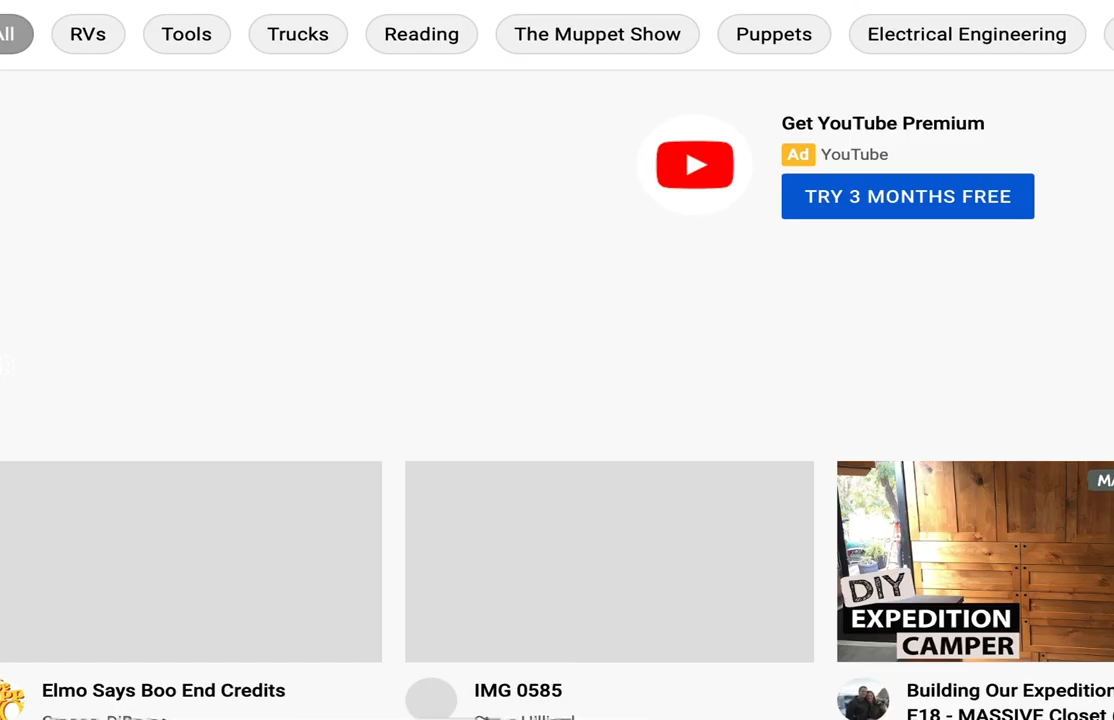 All
RVs
Tools
Trucks
Reading
The Muppet Show
Puppets
Electrical Engineering
Get YouTube Premium
Ad YouTube
TRY 3 MONTHS FREE
DIY
EXPEDITION
CAMPER
Elmo Says Boo End Credits
IMG 0585
Building Our Expedition
E18 - MASSIVE Closet